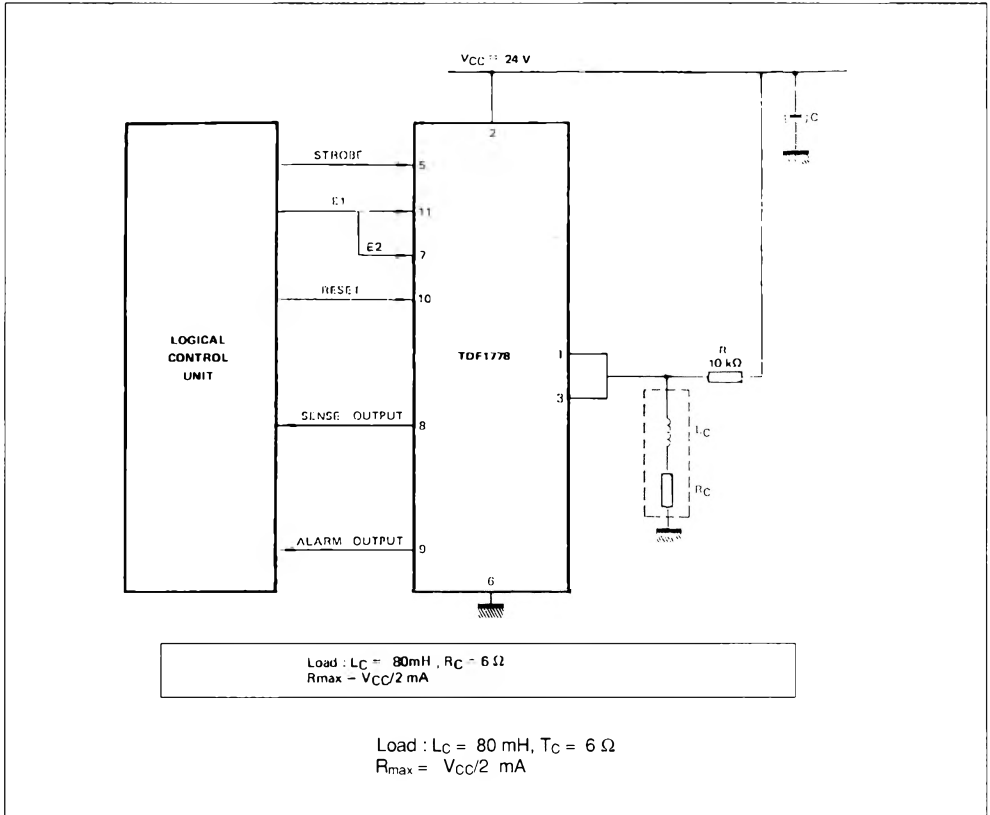 VCC = 24 V
2
C
STROBE
5
E1
11
E2
7
RESET
10
LOGICAL
CONTROL
UNIT
TDF1778
1
3
R
10 kΩ
LC
RC
SENSE OUTPUT
8
ALARM OUTPUT
9
6
Load : LC = 80mH , RC = 6 Ω
Rmax = VCC/2 mA
Load : LC = 80 mH, TC = 6 Ω
Rmax = VCC/2 mA